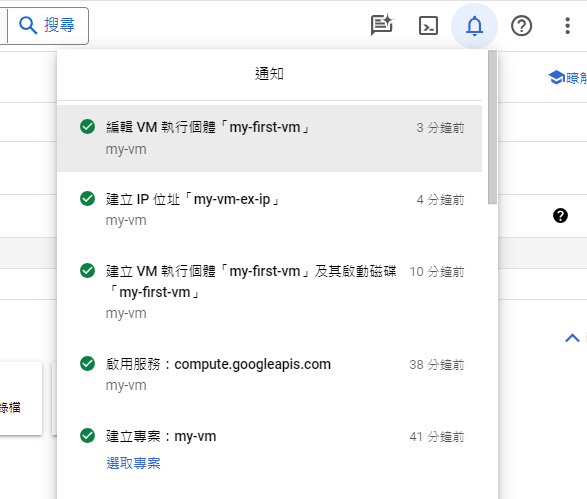 搜尋
通知
瞭解
編輯 VM 執行個體「my-first-vm」 3 分鐘前
my-vm
建立 IP 位址「my-vm-ex-ip」 4 分鐘前
my-vm
建立 VM 執行個體「my-first-vm」及其啟動磁碟 10 分鐘前
「my-first-vm」
my-vm
啟用服務：compute.googleapis.com 38 分鐘前
my-vm
錄檔
建立專案：my-vm 41 分鐘前
選取專案